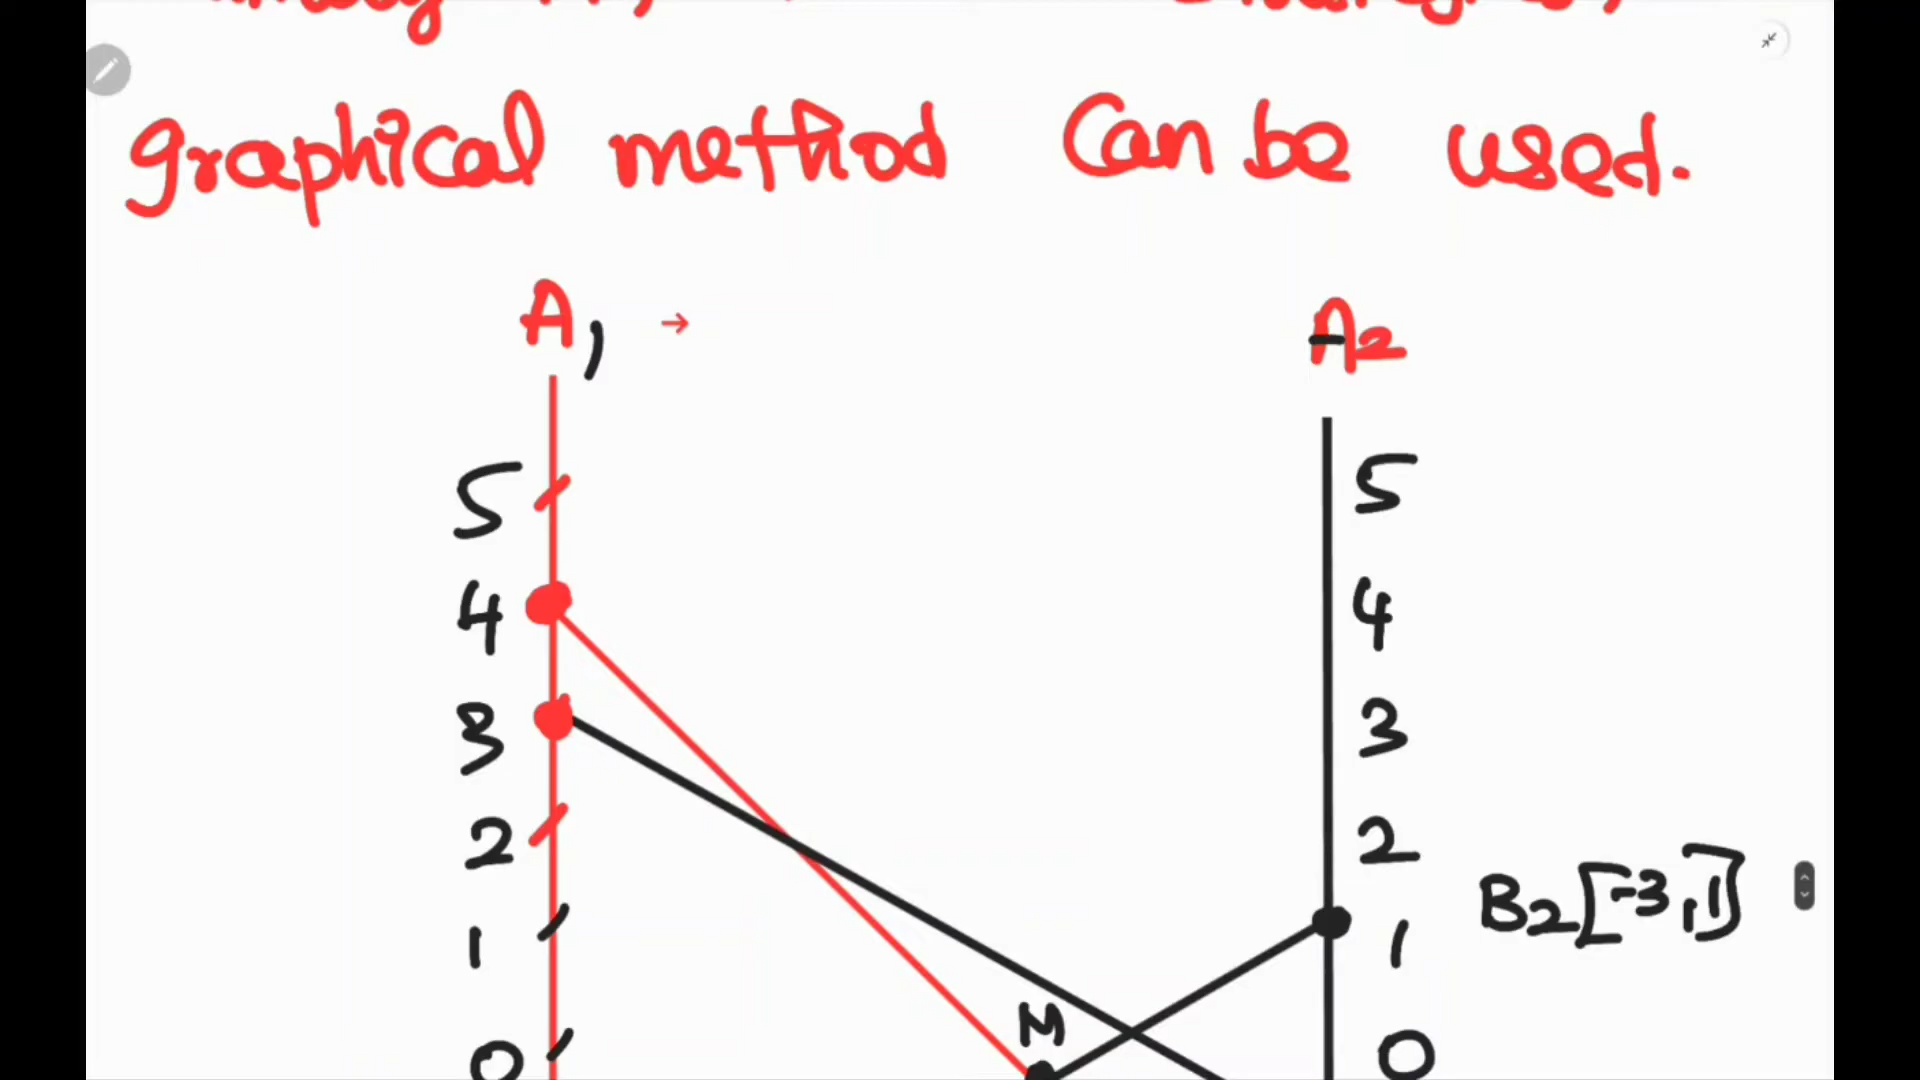 graphical method can be used.
A1 → A2
5 5
4 4
3 3
2 2
B2[-3,1]
1 1
M
0 0